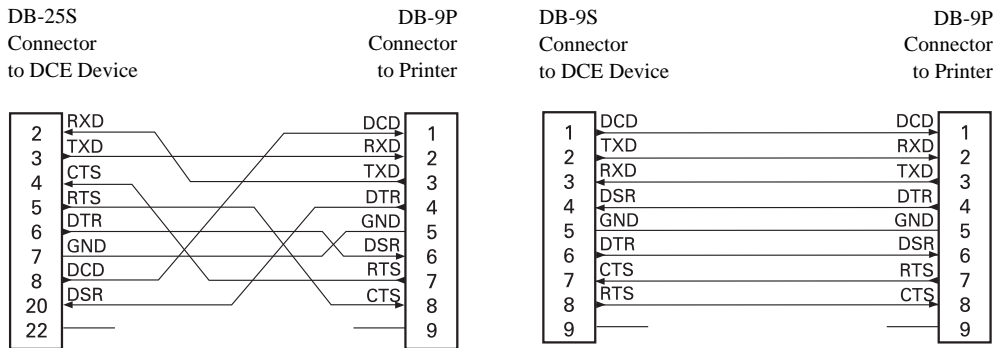 DB-25S
Connector
to DCE Device
DB-9P
Connector
to Printer
2 RXD DCD 1
3 TXD RXD 2
4 CTS TXD 3
5 RTS DTR 4
6 DTR GND 5
7 GND DSR 6
8 DCD RTS 7
20 DSR CTS 8
22 9
DB-9S
Connector
to DCE Device
DB-9P
Connector
to Printer
1 DCD DCD 1
2 TXD RXD 2
3 RXD TXD 3
4 DSR DTR 4
5 GND GND 5
6 DTR DSR 6
7 CTS RTS 7
8 RTS CTS 8
9 9